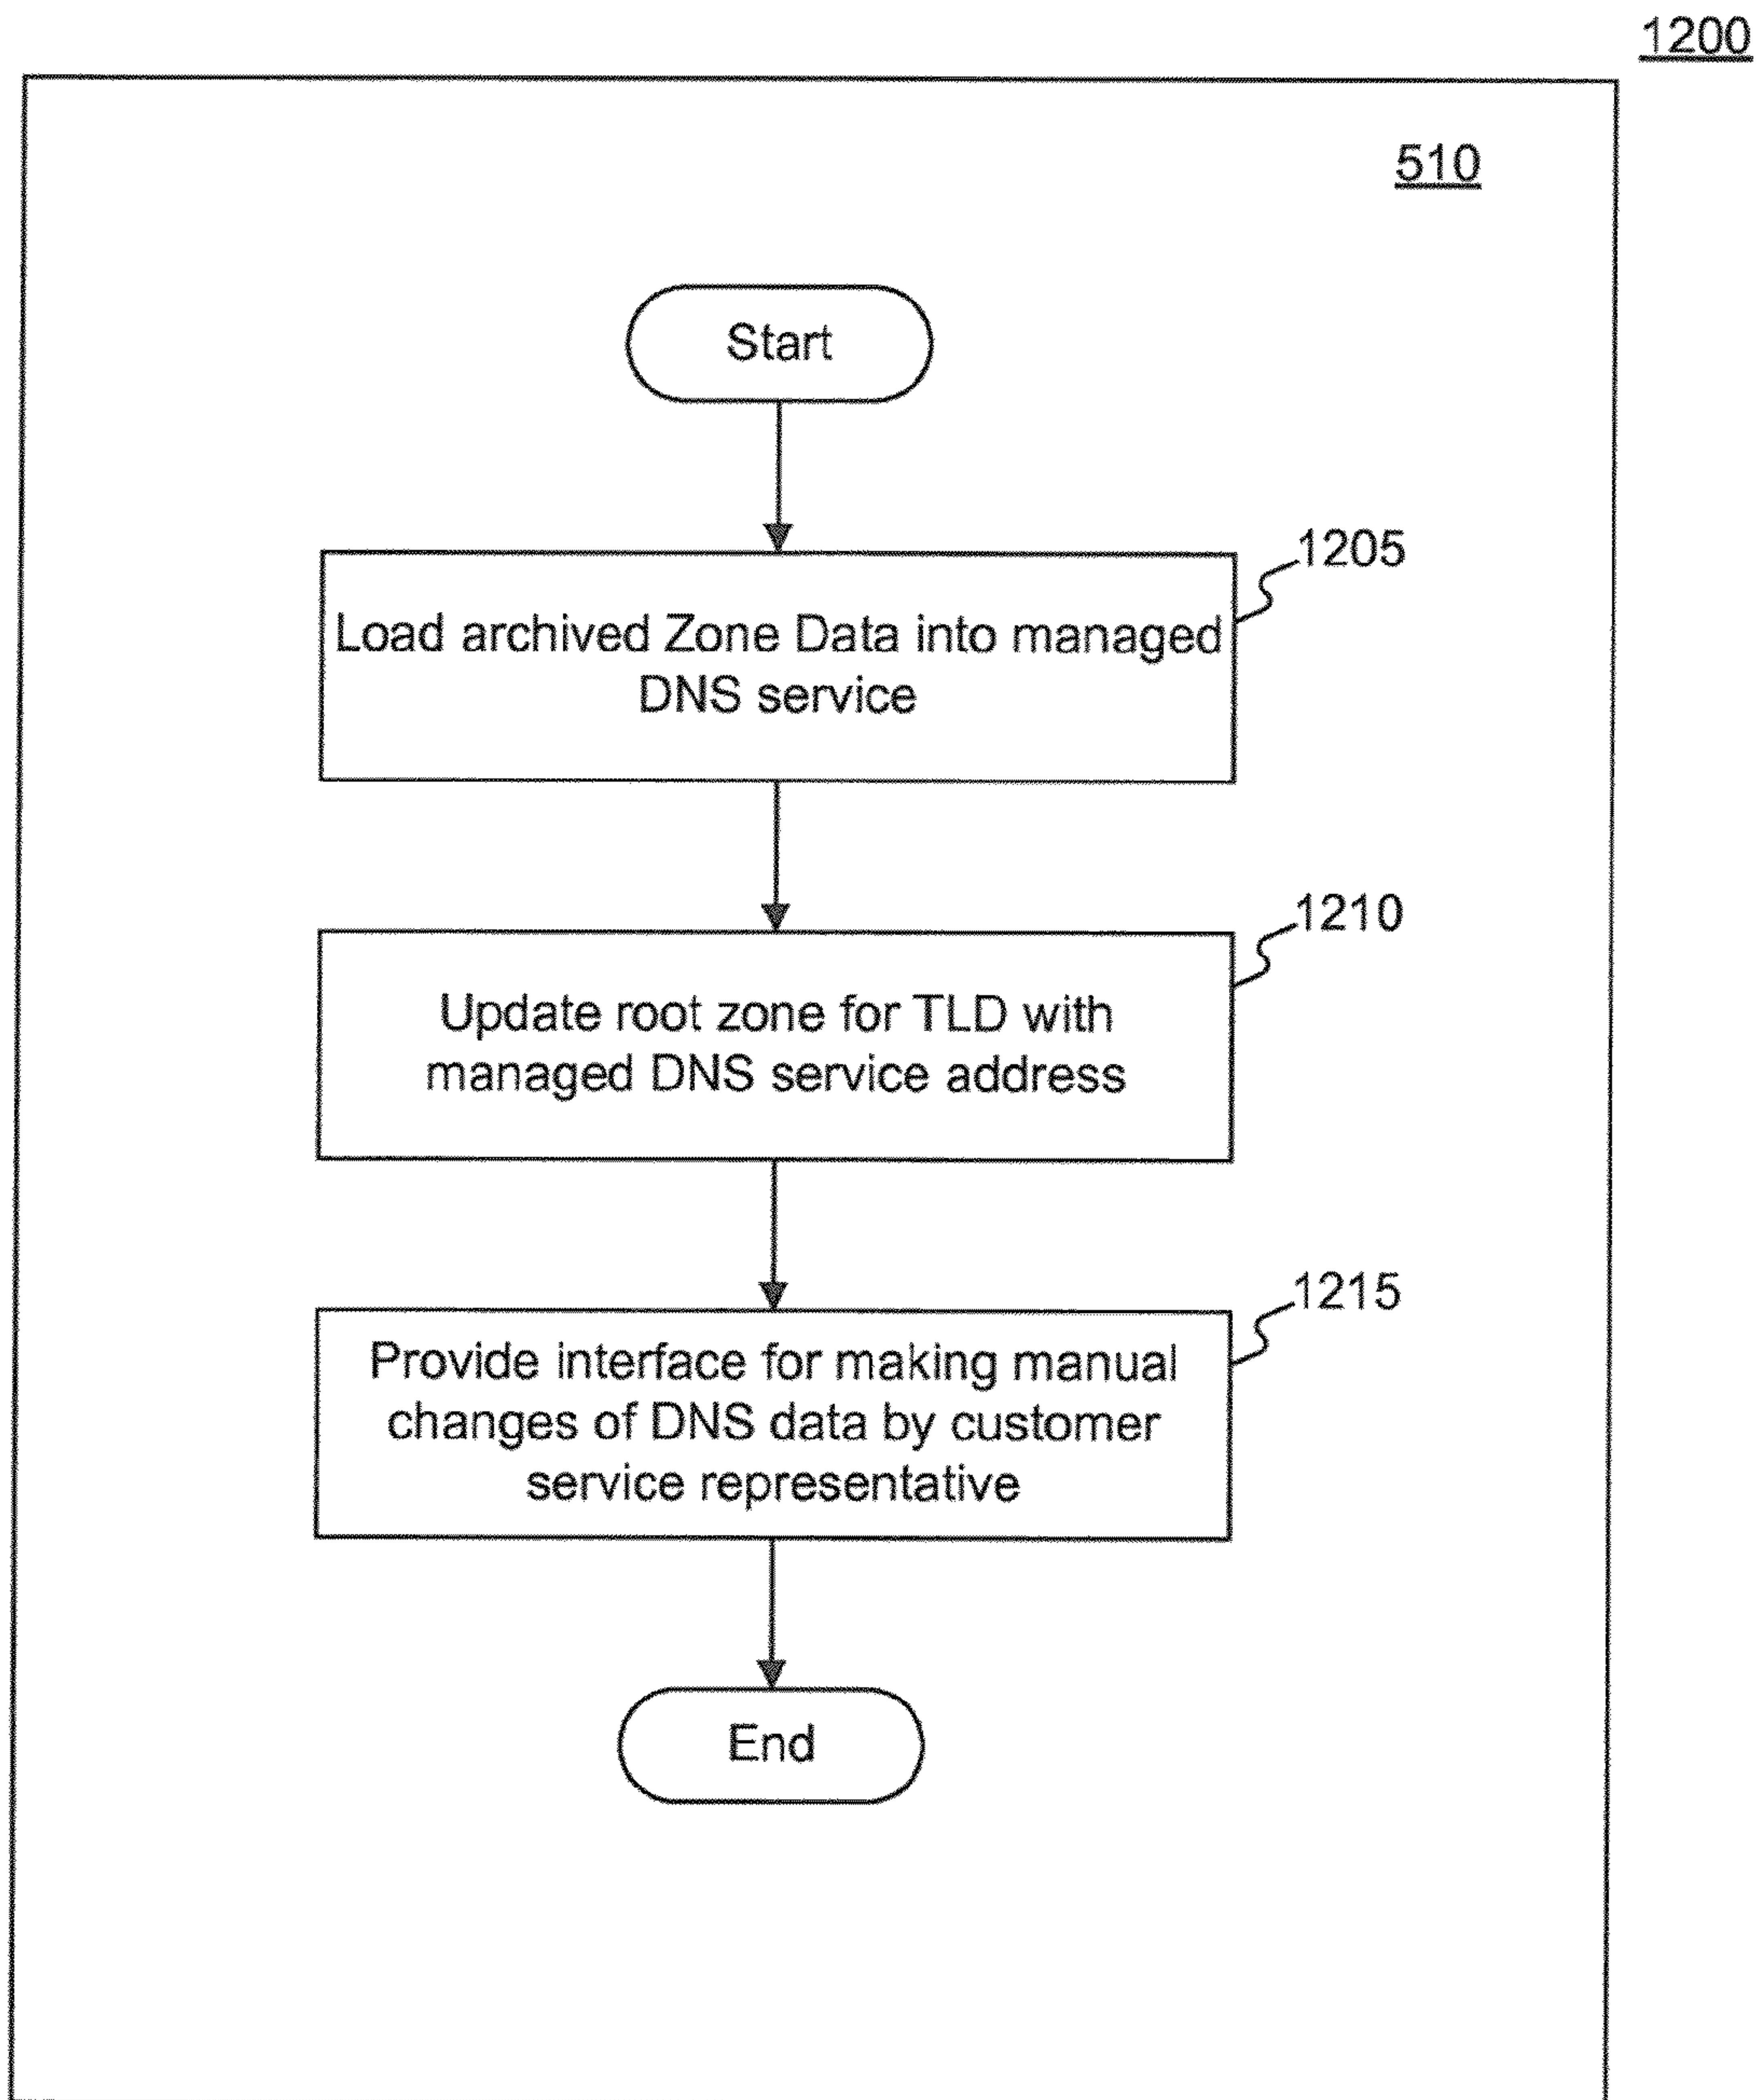 1200
510
Start
1205
Load archived Zone Data into managed
DNS service
1210
Update root zone for TLD with
managed DNS service address
1215
Provide interface for making manual
changes of DNS data by customer
service representative
End